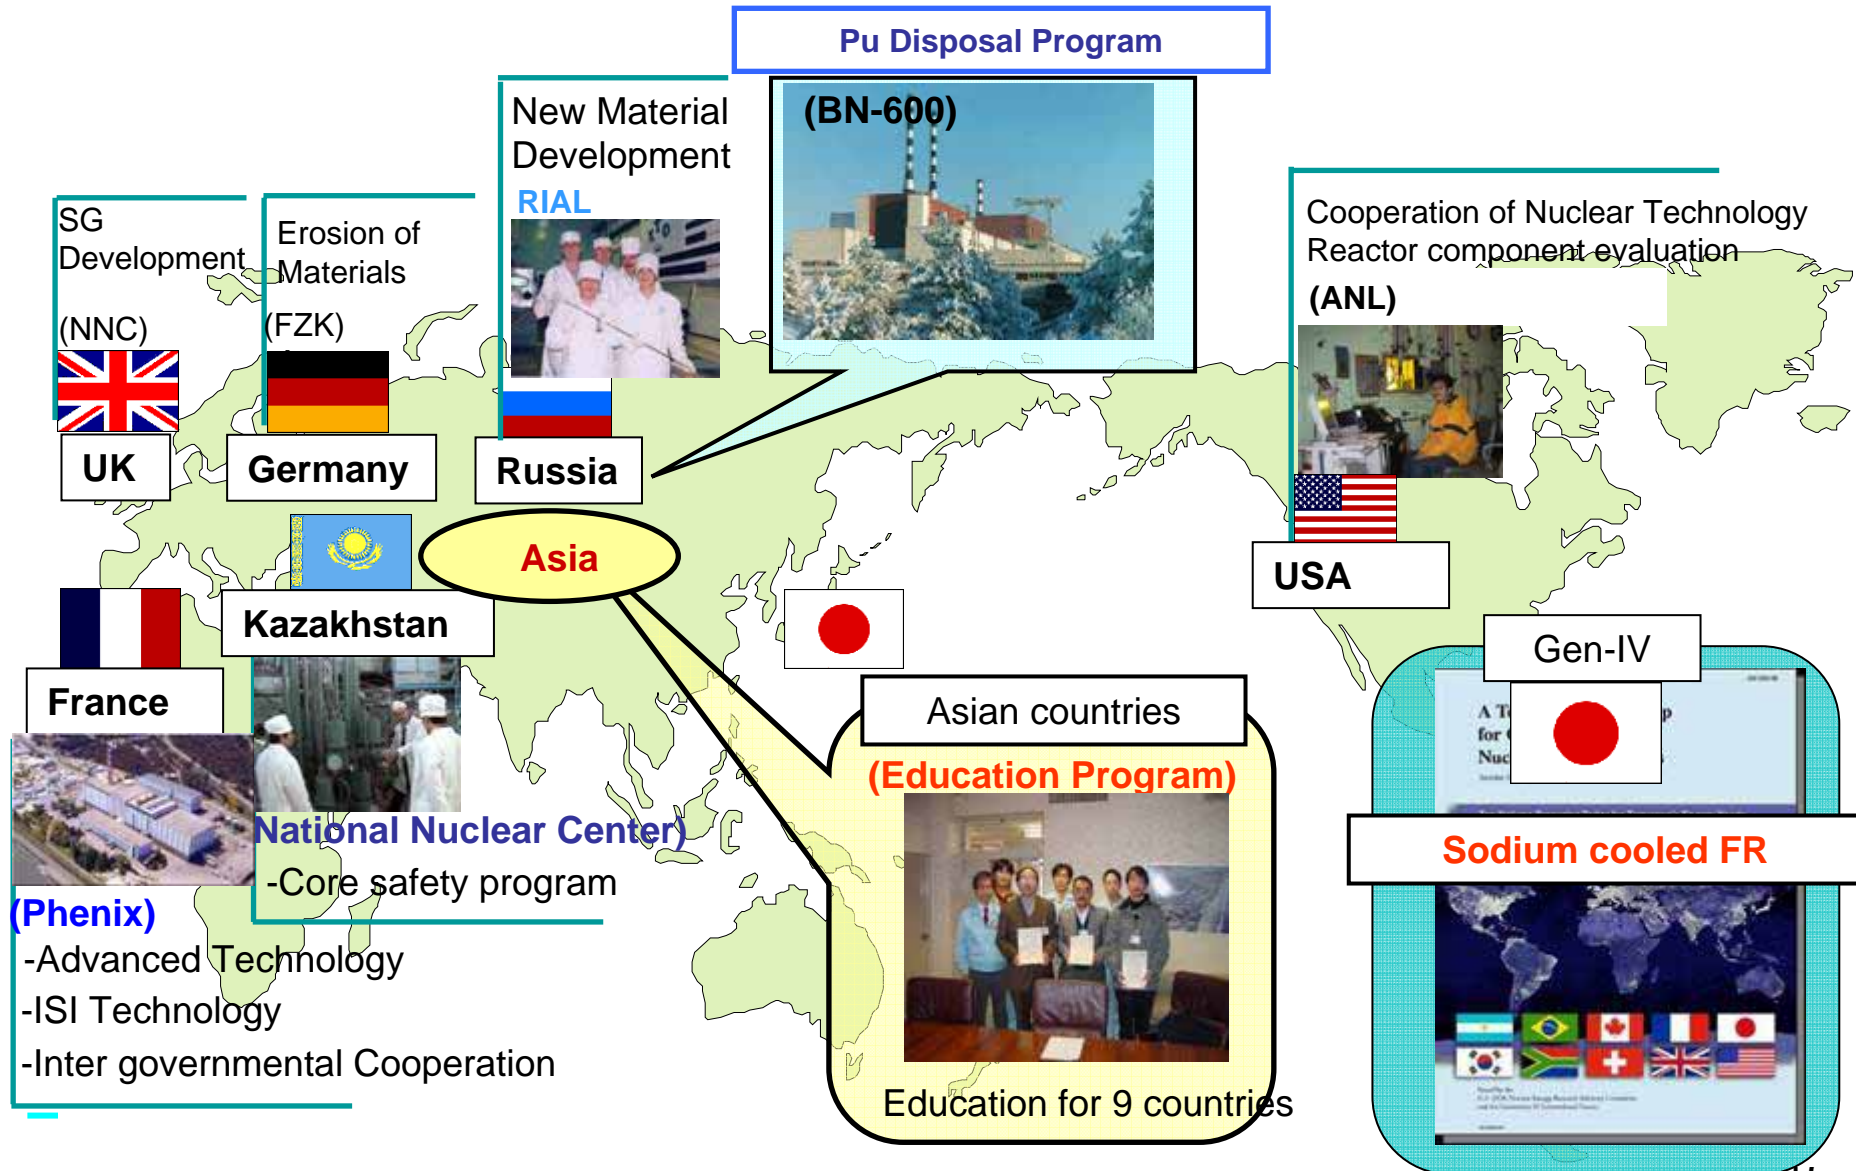 Pu Disposal Program
(BN-600)
New Material
Development
RIAL
SG
Development
(NNC)
UK
Erosion of
Materials
(FZK)
Germany
Russia
Cooperation of Nuclear Technology
Reactor component evaluation
(ANL)
USA
Asia
Kazakhstan
National Nuclear Center)
-Core safety program
France
(Phenix)
-Advanced Technology
-ISI Technology
-Inter governmental Cooperation
Asian countries
(Education Program)
Education for 9 countries
Gen-IV
A
for
Sodium cooled FR